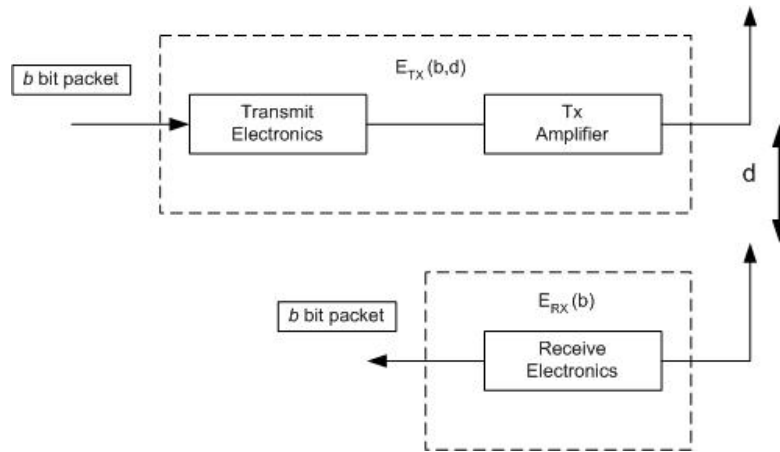 E_TX (b,d)
b bit packet
Transmit
Electronics
Tx
Amplifier
d
E_RX (b)
b bit packet
Receive
Electronics